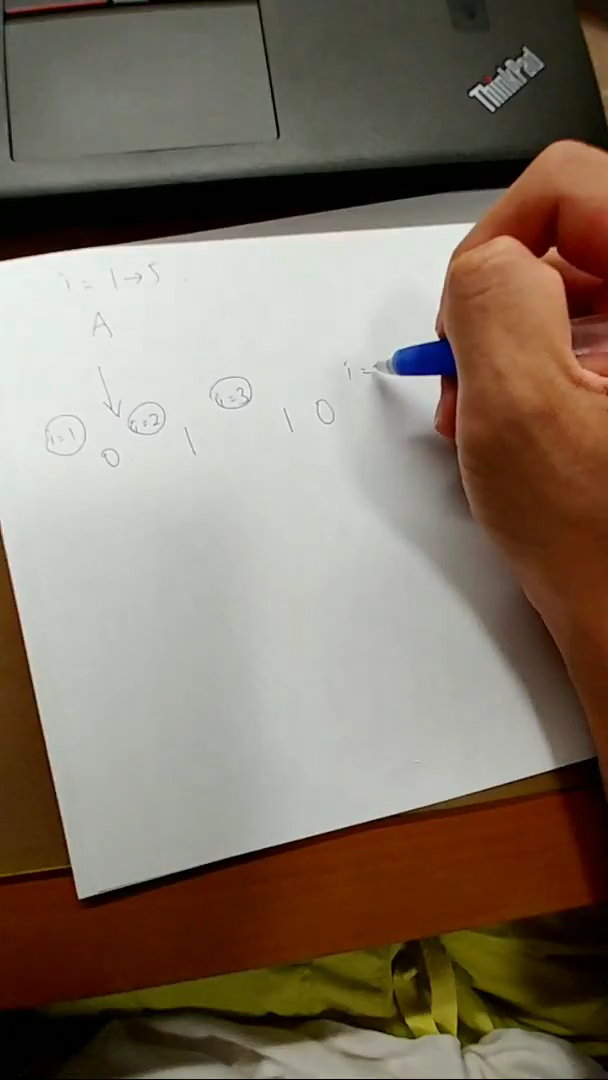 ThinkPad
i = 1→5
A
i=1 0 i=2 1 i=3 1 0 i=